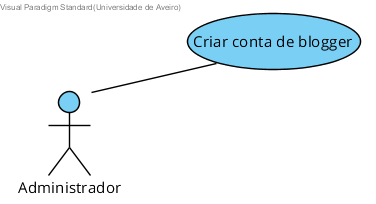 Visual Paradigm Standard(Universidade de Aveiro)
Criar conta de blogger
Administrador